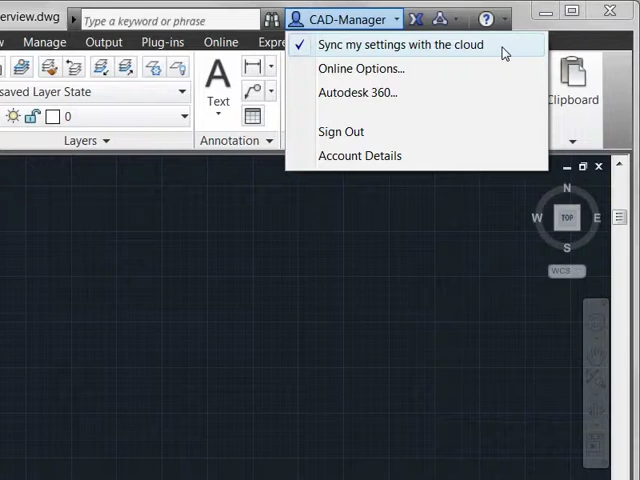 erview.dwg
Type a keyword or phrase
CAD-Manager
Manage
Output
Plug-ins
Online
Expre
Sync my settings with the cloud
Online Options...
Autodesk 360...
Sign Out
Account Details
saved Layer State
0
Layers
Text
Annotation
Clipboard
N
W
TOP
E
S
WCS